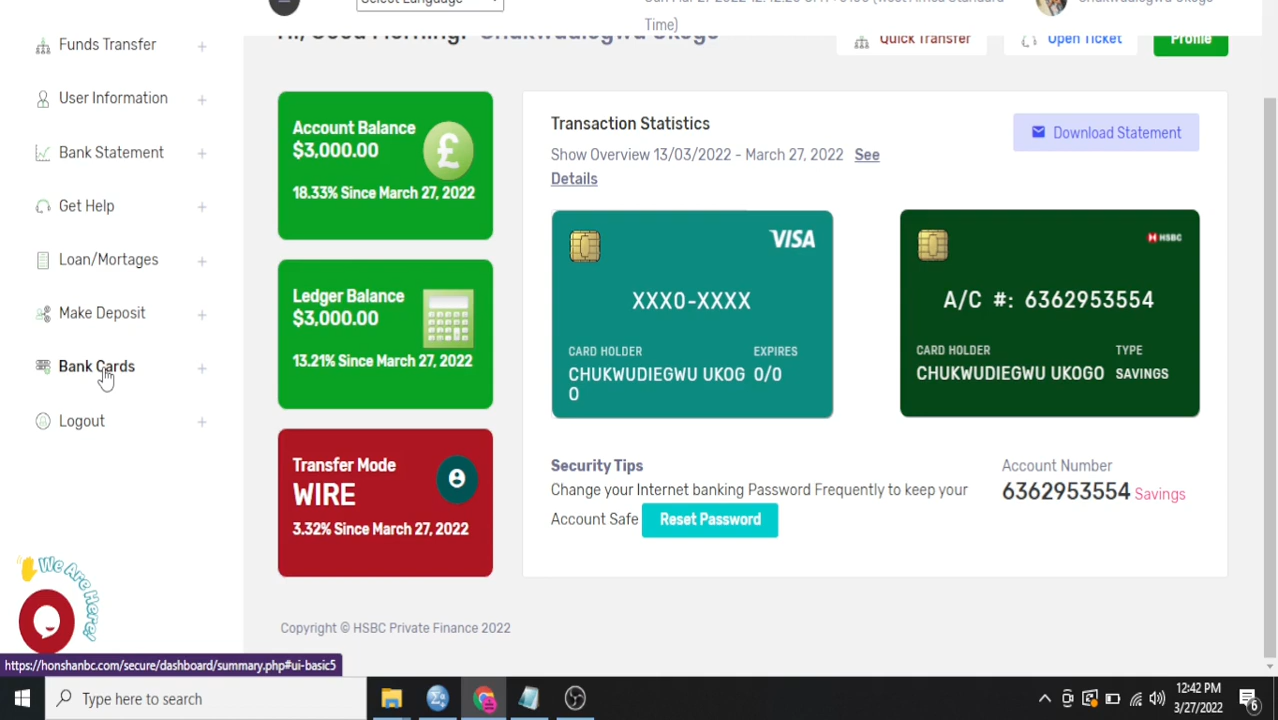 Select Language
Time)
Funds Transfer +
Quick Transfer
Open Ticket
Profile
User Information +
Bank Statement +
Get Help +
Loan/Mortages +
Make Deposit +
Bank Cards +
Logout +
We Are Here!
Account Balance
$3,000.00
£
18.33% Since March 27, 2022
Ledger Balance
$3,000.00
13.21% Since March 27, 2022
Transfer Mode
WIRE
3.32% Since March 27, 2022
Transaction Statistics
Download Statement
Show Overview 13/03/2022 - March 27, 2022 See
Details
VISA
XXX0-XXXX
CARD HOLDER EXPIRES
CHUKWUDIEGWU UKOG 0/0
O
HSBC
A/C #: 6362953554
CARD HOLDER TYPE
CHUKWUDIEGWU UKOGO SAVINGS
Security Tips
Change your Internet banking Password Frequently to keep your
Account Safe Reset Password
Account Number
6362953554 Savings
Copyright © HSBC Private Finance 2022
https://honshanbc.com/secure/dashboard/summary.php#ui-basic5
Type here to search
12:42 PM
3/27/2022
6